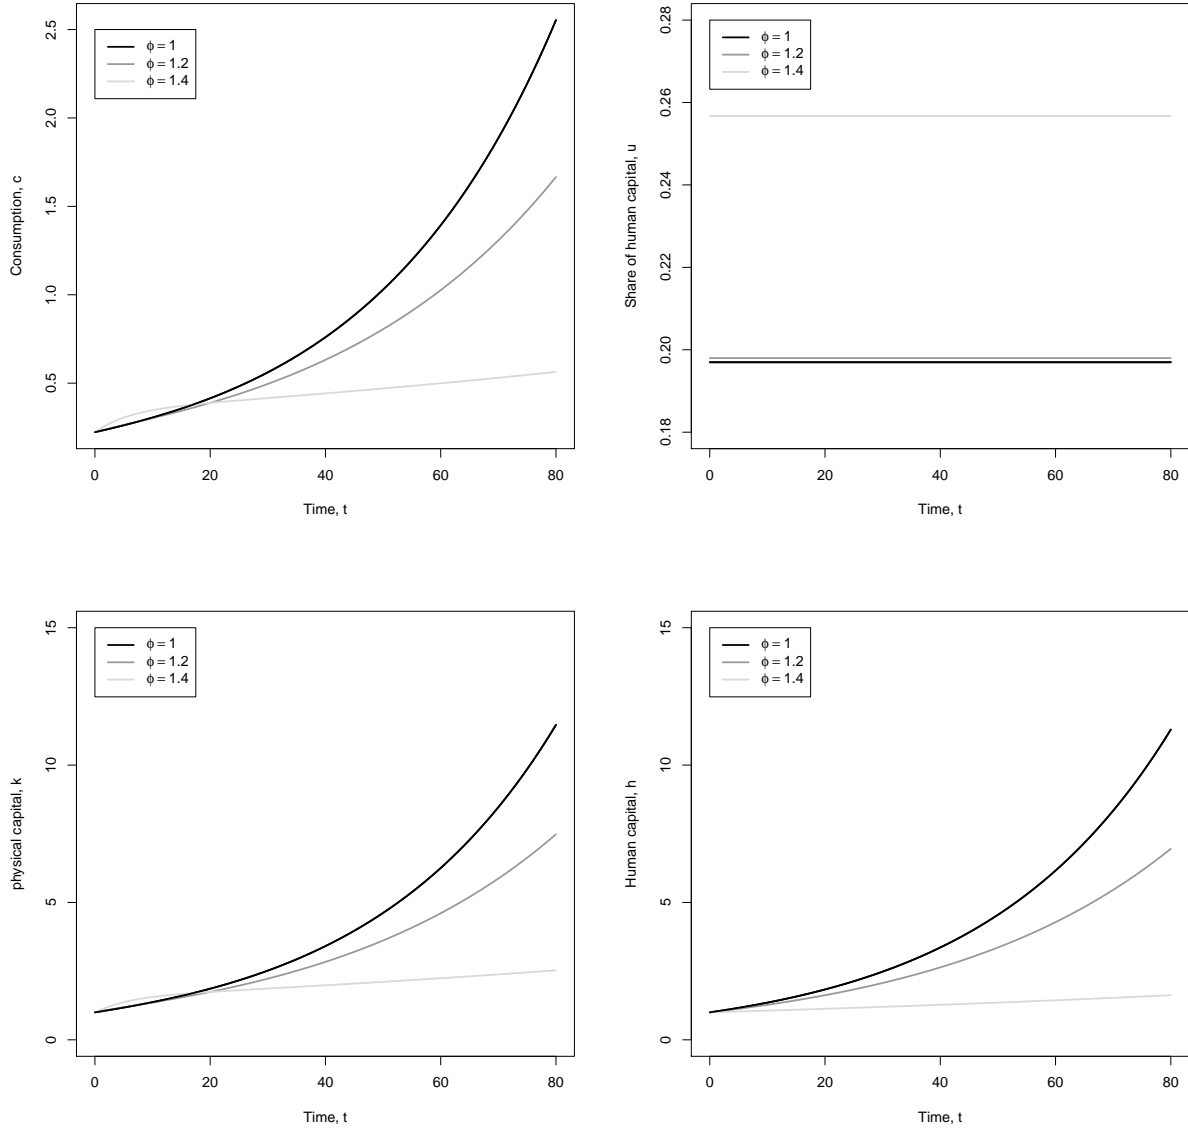 2.5
2.0
1.5
1.0
0.5
Consumption, c
ϕ = 1
ϕ = 1.2
ϕ = 1.4
0 20 40 60 80
Time, t
0.28
0.26
0.24
0.22
0.20
0.18
Share of human capital, u
ϕ = 1
ϕ = 1.2
ϕ = 1.4
0 20 40 60 80
Time, t
15
10
5
0
physical capital, k
ϕ = 1
ϕ = 1.2
ϕ = 1.4
0 20 40 60 80
Time, t
15
10
5
0
Human capital, h
ϕ = 1
ϕ = 1.2
ϕ = 1.4
0 20 40 60 80
Time, t